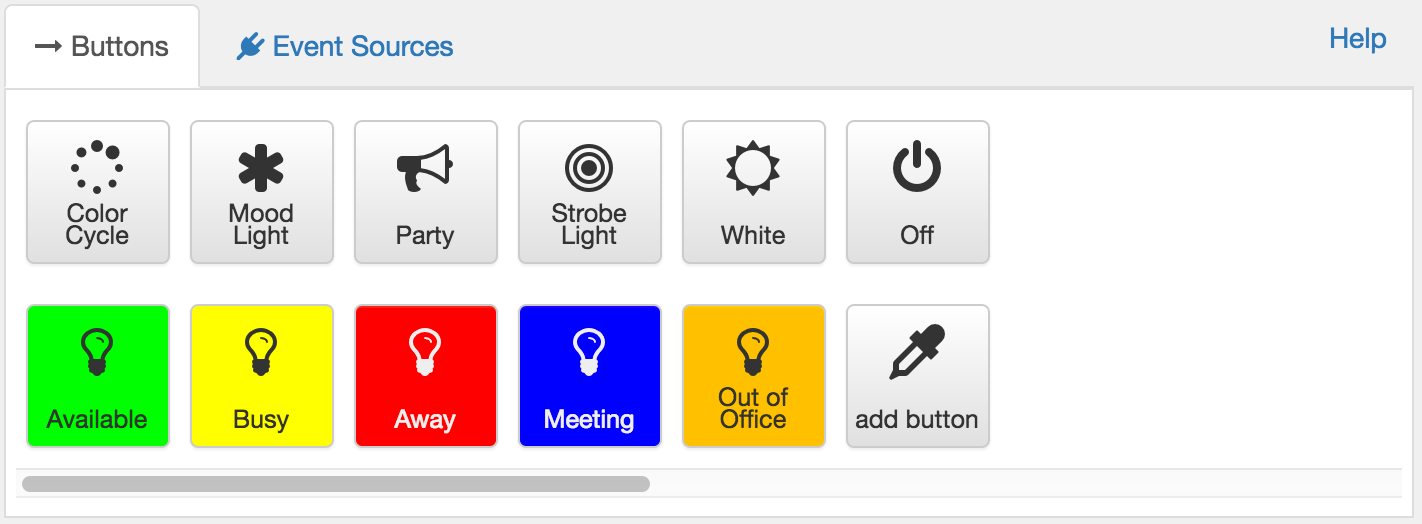 Buttons
Event Sources
Help
Color
Cycle
Mood
Light
Party
Strobe
Light
White
Off
Available
Busy
Away
Meeting
Out of
Office
add button